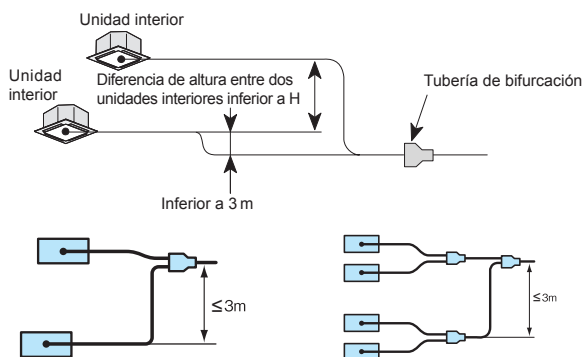 Unidad interior
Unidad
interior
Diferencia de altura entre dos
unidades interiores inferior a H
Tubería de bifurcación
Inferior a 3 m
≤3m
≤3m